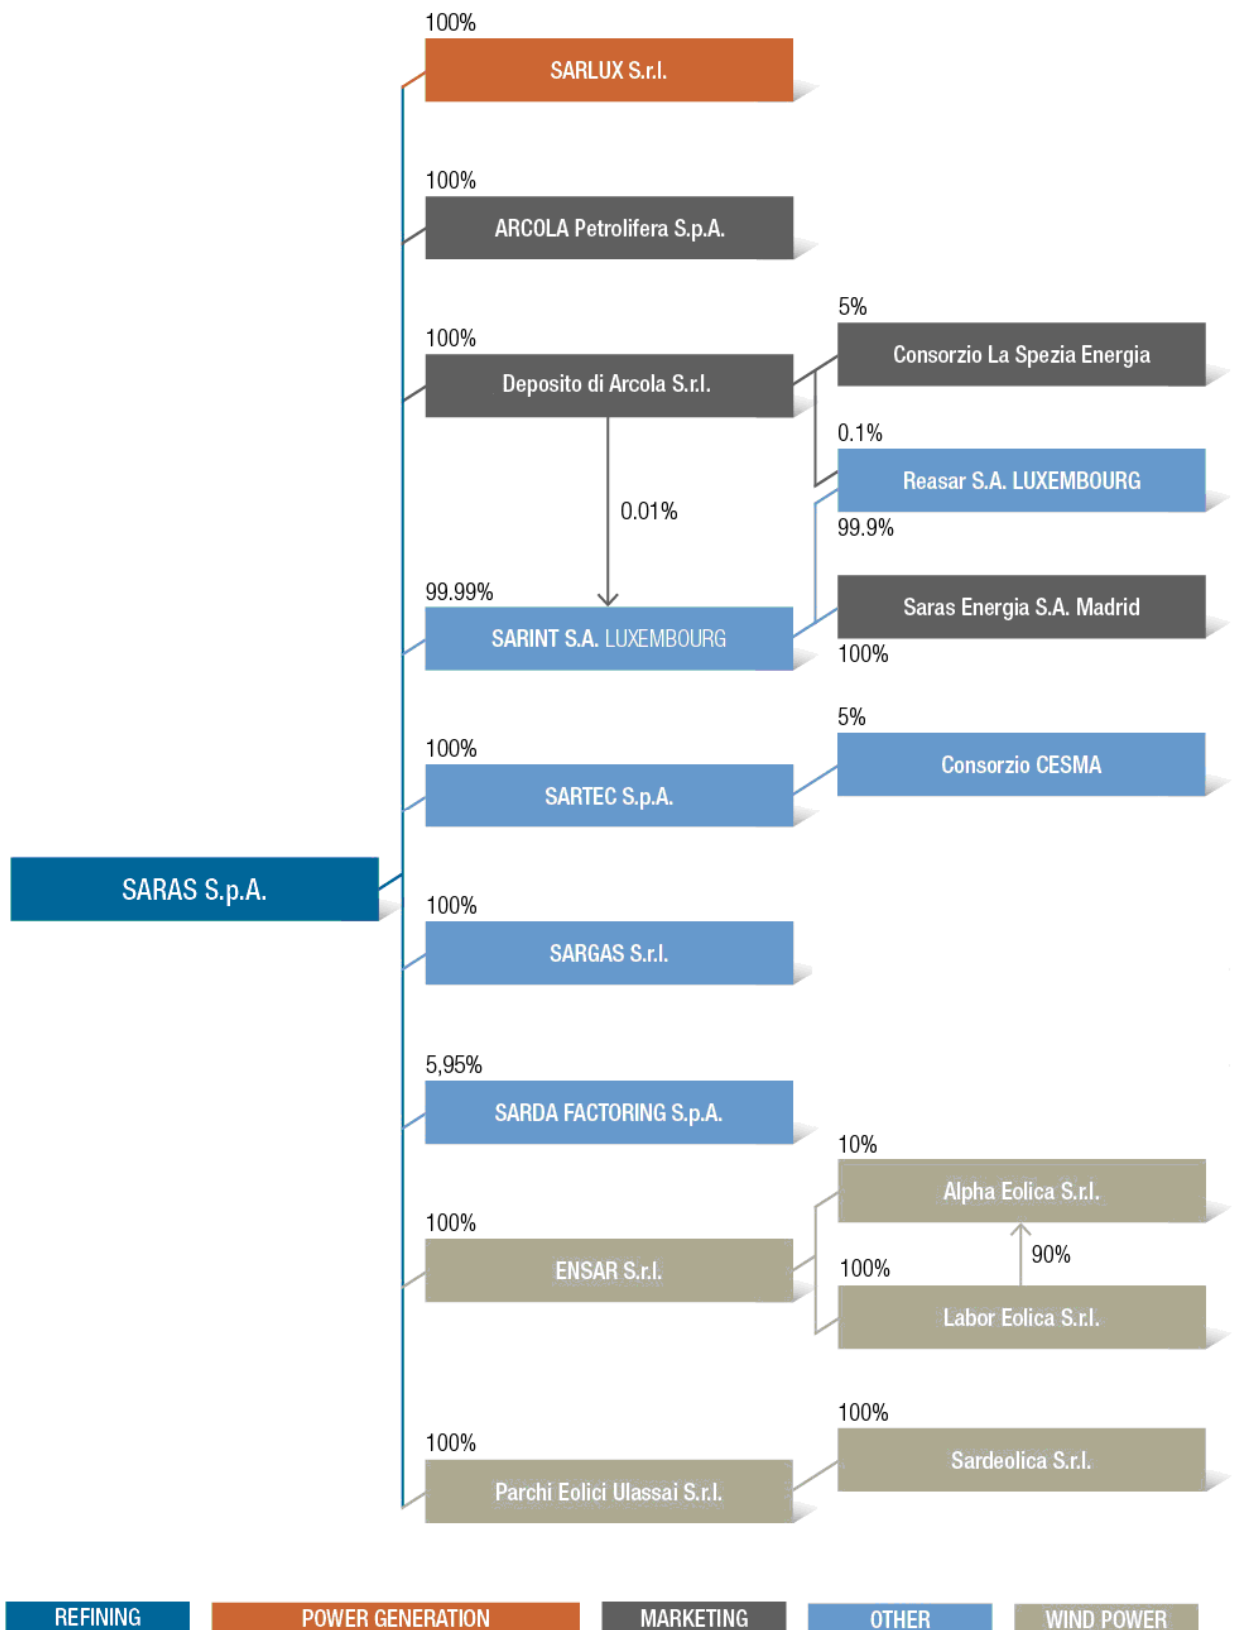 100%
SARLUX S.r.l.
100%
ARCOLA Petrolifera S.p.A.
5%
Consorzio La Spezia Energia
100%
Deposito di Arcola S.r.l.
0.1%
Reasar S.A. LUXEMBOURG
99.9%
0.01%
99.99%
SARINT S.A. LUXEMBOURG
Saras Energia S.A. Madrid
100%
5%
Consorzio CESMA
100%
SARTEC S.p.A.
SARAS S.p.A.
100%
SARGAS S.r.l.
5,95%
SARDA FACTORING S.p.A.
10%
Alpha Eolica S.r.l.
100%
ENSAR S.r.l.
90%
100%
Labor Eolica S.r.l.
100%
Sardeolica S.r.l.
100%
Parchi Eolici Ulassai S.r.l.
REFINING POWER GENERATION MARKETING OTHER WIND POWER